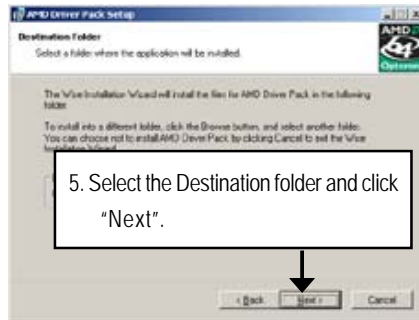 AMD Driver Pack Setup
Destination Folder
Select a folder where the application will be installed.
AMD
64
Opteron
The Wise Installation Wizard will install the files for AMD Driver Pack in the following
folder.
To install into a different folder, click the Browse button, and select another folder.
You can choose not to install AMD Driver Pack by clicking Cancel to exit the Wise
Installation Wizard.
5. Select the Destination folder and click
"Next".
< Back
Next >
Cancel